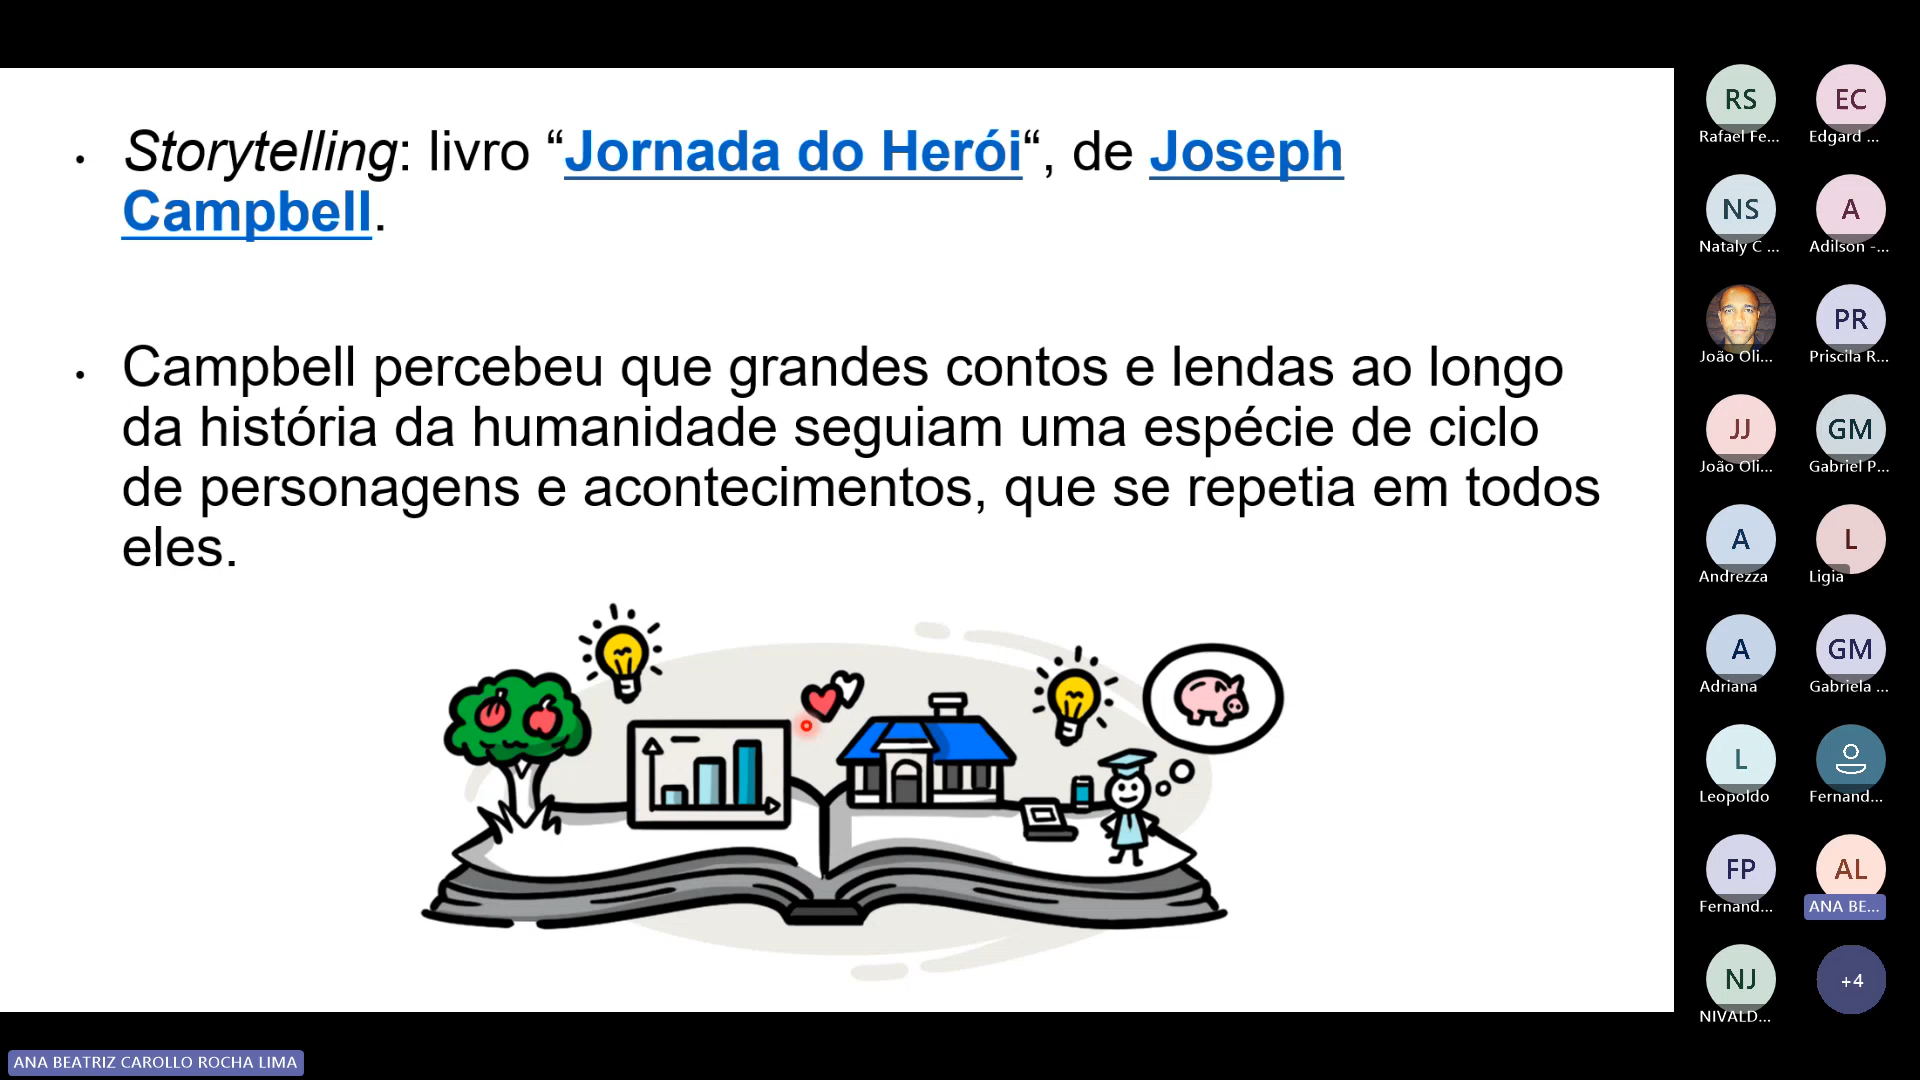 Storytelling: livro “Jornada do Herói“, de Joseph
Campbell.
Campbell percebeu que grandes contos e lendas ao longo
da história da humanidade seguiam uma espécie de ciclo
de personagens e acontecimentos, que se repetia em todos
eles.
RS
Rafael Fe...
EC
Edgard ...
NS
Nataly C ...
A
Adilson -...
João Oli...
PR
Priscila R...
JJ
João Oli...
GM
Gabriel P...
A
Andrezza
L
Ligia
A
Adriana
GM
Gabriela ...
L
Leopoldo
Fernand...
FP
Fernand...
AL
ANA BE...
NJ
NIVALD...
+4
ANA BEATRIZ CAROLLO ROCHA LIMA